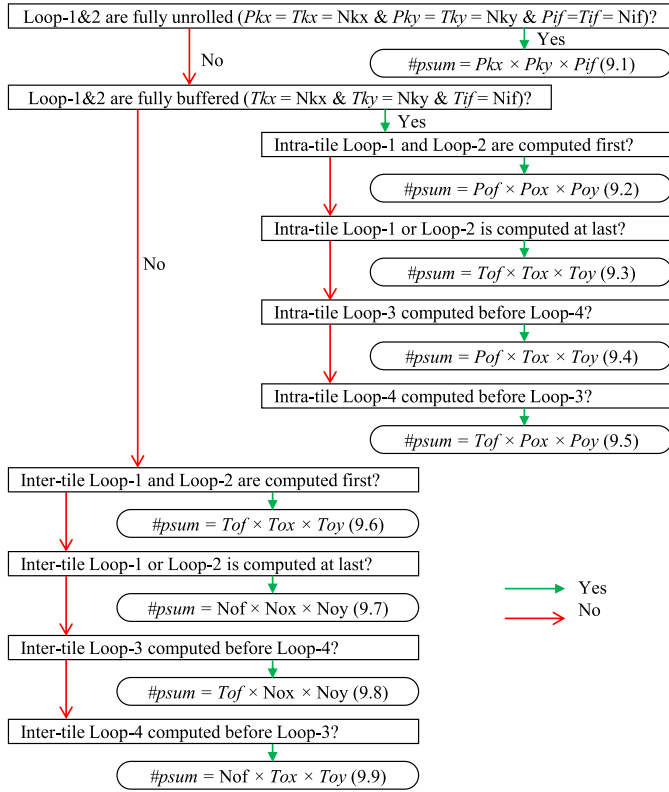 Loop-1&2 are fully unrolled (Pkx = Tkx = Nkx & Pky = Tky = Nky & Pif =Tif = Nif)?
Yes
No
#psum = Pkx × Pky × Pif (9.1)
Loop-1&2 are fully buffered (Tkx = Nkx & Tky = Nky & Tif = Nif)?
Yes
Intra-tile Loop-1 and Loop-2 are computed first?
#psum = Pof × Pox × Poy (9.2)
Intra-tile Loop-1 or Loop-2 is computed at last?
No
#psum = Tof × Tox × Toy (9.3)
Intra-tile Loop-3 computed before Loop-4?
#psum = Pof × Tox × Toy (9.4)
Intra-tile Loop-4 computed before Loop-3?
#psum = Tof × Pox × Poy (9.5)
Inter-tile Loop-1 and Loop-2 are computed first?
#psum = Tof × Tox × Toy (9.6)
Inter-tile Loop-1 or Loop-2 is computed at last?
Yes
#psum = Nof × Nox × Noy (9.7)
No
Inter-tile Loop-3 computed before Loop-4?
#psum = Tof × Nox × Noy (9.8)
Inter-tile Loop-4 computed before Loop-3?
#psum = Nof × Tox × Toy (9.9)